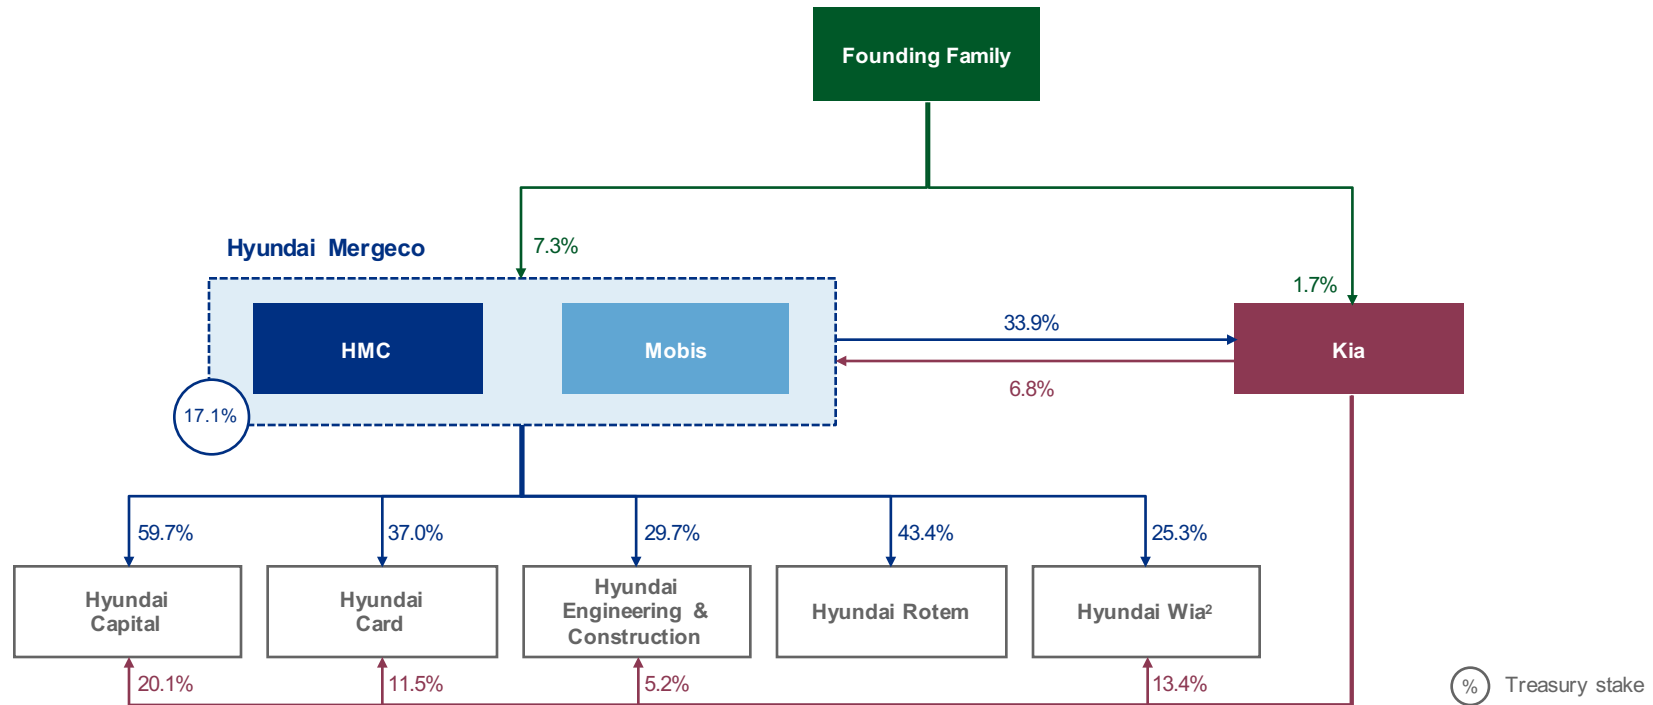 Founding Family
Hyundai Mergeco
7.3%
1.7%
HMC
Mobis
33.9%
6.8%
Kia
17.1%
59.7%
37.0%
29.7%
43.4%
25.3%
Hyundai
Capital
Hyundai
Card
Hyundai
Engineering &
Construction
Hyundai Rotem
Hyundai Wia²
20.1%
11.5%
5.2%
13.4%
% Treasury stake